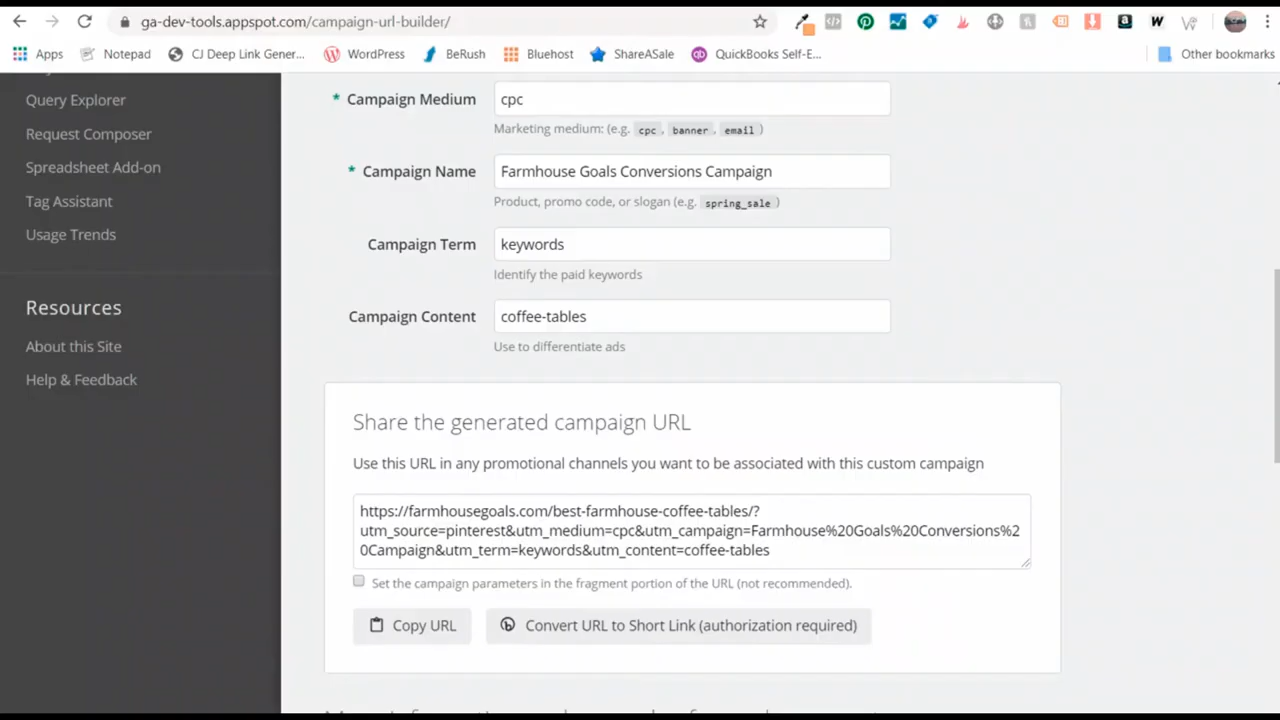 ga-dev-tools.appspot.com/campaign-url-builder/
Apps Notepad CJ Deep Link Gener... WordPress BeRush Bluehost ShareASale QuickBooks Self-E... Other bookmarks
Query Explorer
Request Composer
Spreadsheet Add-on
Tag Assistant
Usage Trends
Resources
About this Site
Help & Feedback
* Campaign Medium cpc
Marketing medium: (e.g. cpc, banner, email)
* Campaign Name Farmhouse Goals Conversions Campaign
Product, promo code, or slogan (e.g. spring_sale)
Campaign Term keywords
Identify the paid keywords
Campaign Content coffee-tables
Use to differentiate ads
Share the generated campaign URL
Use this URL in any promotional channels you want to be associated with this custom campaign
https://farmhousegoals.com/best-farmhouse-coffee-tables/?
utm_source=pinterest&utm_medium=cpc&utm_campaign=Farmhouse%20Goals%20Conversions%2
0Campaign&utm_term=keywords&utm_content=coffee-tables
Set the campaign parameters in the fragment portion of the URL (not recommended).
Copy URL Convert URL to Short Link (authorization required)